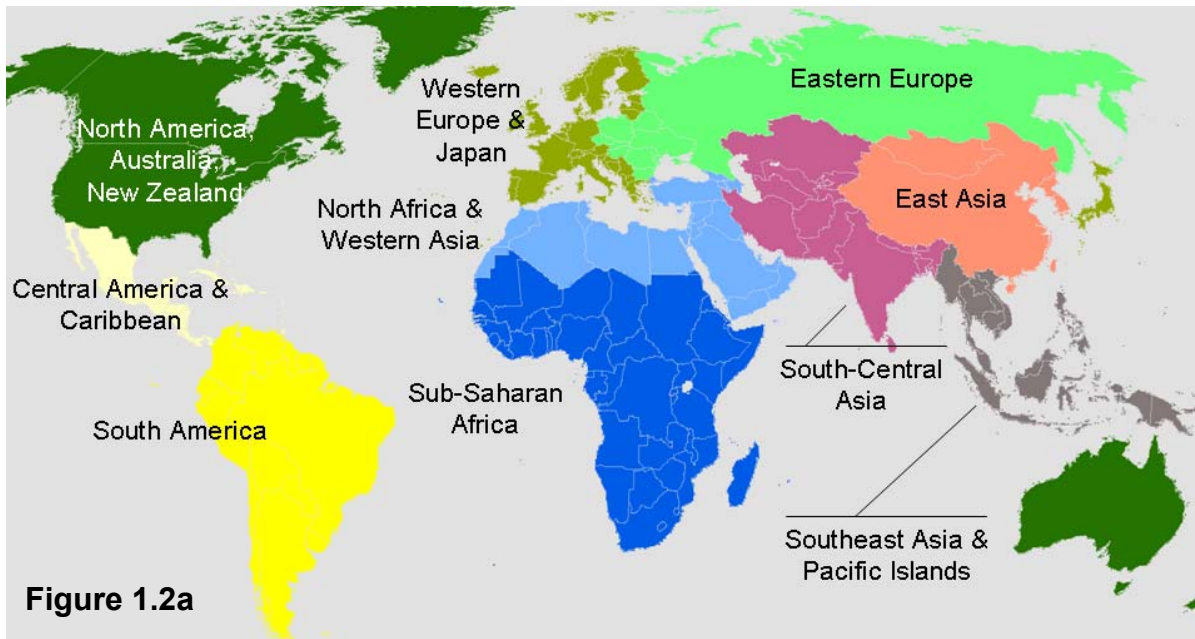 Eastern Europe
Western
Europe &
Japan
North America,
Australia,
New Zealand
East Asia
North Africa &
Western Asia
Central America &
Caribbean
South-Central
Asia
Sub-Saharan
Africa
South America
Southeast Asia &
Pacific Islands
Figure 1.2a